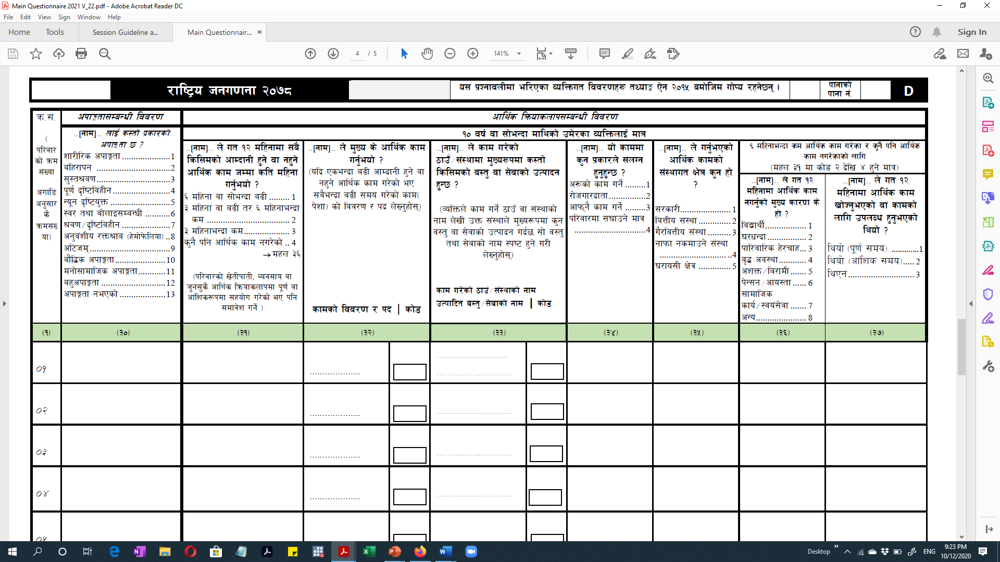 Main Questionnaire 2021 V_22.pdf - Adobe Acrobat Reader DC
File Edit View Sign Window Help
Home Tools Session Guideline a... Main Questionnair... ×
Sign In
4 / 5 141%
राष्ट्रिय जनगणना २०७८
यस प्रश्नावलीमा भरिएका व्यक्तिगत विवरणहरू तथ्याङ्क ऐन २०१५ बमोजिम गोप्य रहनेछन् ।
पानाको
पाना नं.
D
क्र.सं.
(
परिवार
को क्रम
संख्या
अगाडि
अनुसार
कै
क्रमसंख
या)
अपाङ्गतासम्बन्धी विवरण
..[नाम].. लाई कस्तो प्रकारको
अपाङ्गता छ ?
शारीरिक अपाङ्गता ..................1
बहिरापन ...........................2
सुस्तश्रवण...........................3
पूर्ण दृष्टिविहीन.....................4
न्यून दृष्टियुक्त ......................5
स्वर तथा बोलाइसम्बन्धी ..........6
श्रवण/दृष्टिविहीन ..................7
अनुवंशीय रक्तश्राव (हेमोफेलिया) ..8
अटिजम् .............................9
बौद्धिक अपाङ्गता...................10
मनोसामाजिक अपाङ्गता...........11
बहुअपाङ्गता .......................12
अपाङ्गता नभएको ..................13
आर्थिक क्रियाकलापसम्बन्धी विवरण
१० वर्ष वा सोभन्दा माथिको उमेरका व्यक्तिलाई मात्र
..[नाम].. ले गत १२ महिनामा सबै
किसिमको आम्दानी हुने वा नहुने
आर्थिक काम जम्मा कति महिना
गर्नुभयो ?
६ महिना वा सोभन्दा बढी ......... 1
३ महिना वा बढी तर ६ महिनाभन्दा
कम .................................... 2
३ महिनाभन्दा कम.................... 3
कुनै पनि आर्थिक काम नगरेको .. 4
→ महल ३६
(परिवारको खेतीपाती, व्यवसाय वा
जुनसुकै आर्थिक क्रियाकलापमा पूर्ण वा
आंशिकरूपमा सहयोग गरेको भए पनि
समावेश गर्ने )
..[नाम].. ले मुख्य के आर्थिक काम
गर्नुभयो ?
(यदि एकभन्दा बढी आम्दानी हुने वा
नहुने आर्थिक काम गरेको भए
सबैभन्दा बढी समय गरेको काम(
पेशा) को विवरण र पद लेख्नुहोस्)
कामको विवरण र पद | कोड
..[नाम].. ले काम गरेको
ठाउँ/संस्थामा मुख्यरूपमा कस्तो
किसिमको वस्तु वा सेवाको उत्पादन
हुन्छ ?
(व्यक्तिले काम गर्ने ठाउँ वा संस्थाको
नाम लेखी उक्त संस्थाले मुख्यरूपमा कुन
वस्तु वा सेवाको उत्पादन गर्दछ सो वस्तु
तथा सेवाको नाम स्पष्ट हुने गरी
लेख्नुहोस्)
काम गरेको ठाउं/संस्थाको नाम
उत्पादित बस्तु/सेवाको नाम | कोड
..[नाम].. यो काममा
कुन प्रकारले संलग्न
हुनुहुन्छ ?
अरूको काम गर्ने .........1
रोजगारदाता................2
आफ्नै काम गर्ने............3
परिवारमा सघाउने मात्र
...............................4
..[नाम].. ले गर्नुभएको
आर्थिक कामको
संस्थागत क्षेत्र कुन हो
?
सरकारी...................... 1
वित्तीय संस्था .............. 2
गैरवित्तीय संस्था .......... 3
नाफा नकमाउने संस्था
............................. ..4
घरायसी क्षेत्र .............. 5
६ महिनाभन्दा कम आर्थिक काम गरेका र कुनै पनि आर्थिक
काम नगरेकाको लागि
(महल ३१ मा कोड २ देखि ४ हुने मात्र)
..[नाम].. ले गत १२
महिनामा आर्थिक काम
नगर्नुको मुख्य कारण के
हो ?
विद्यार्थी.................. 1
घरधन्दा ................. 2
पारिवारिक हेरचाह... 3
वृद्ध अवस्था............ 4
अशक्त/बिरामी ....... 5
पेन्सन/आयस्ता ...... 6
सामाजिक
कार्य/स्वयंसेवा ....... 7
अन्य...................... 8
..[नाम].. ले गत १२
महिनामा आर्थिक काम
खोज्नुभएको वा कामको
लागि उपलब्ध हुनुभएको
थियो ?
थियो (पूर्ण समय) .............1
थियो (आंशिक समय)..... 2
थिएन............................. 3
(१) (३०) (३१) (३२) (३३) (३४) (३५) (३६) (३७)
०१
०२
०३
०४
०५
Desktop ENG 9:23 PM
10/12/2020